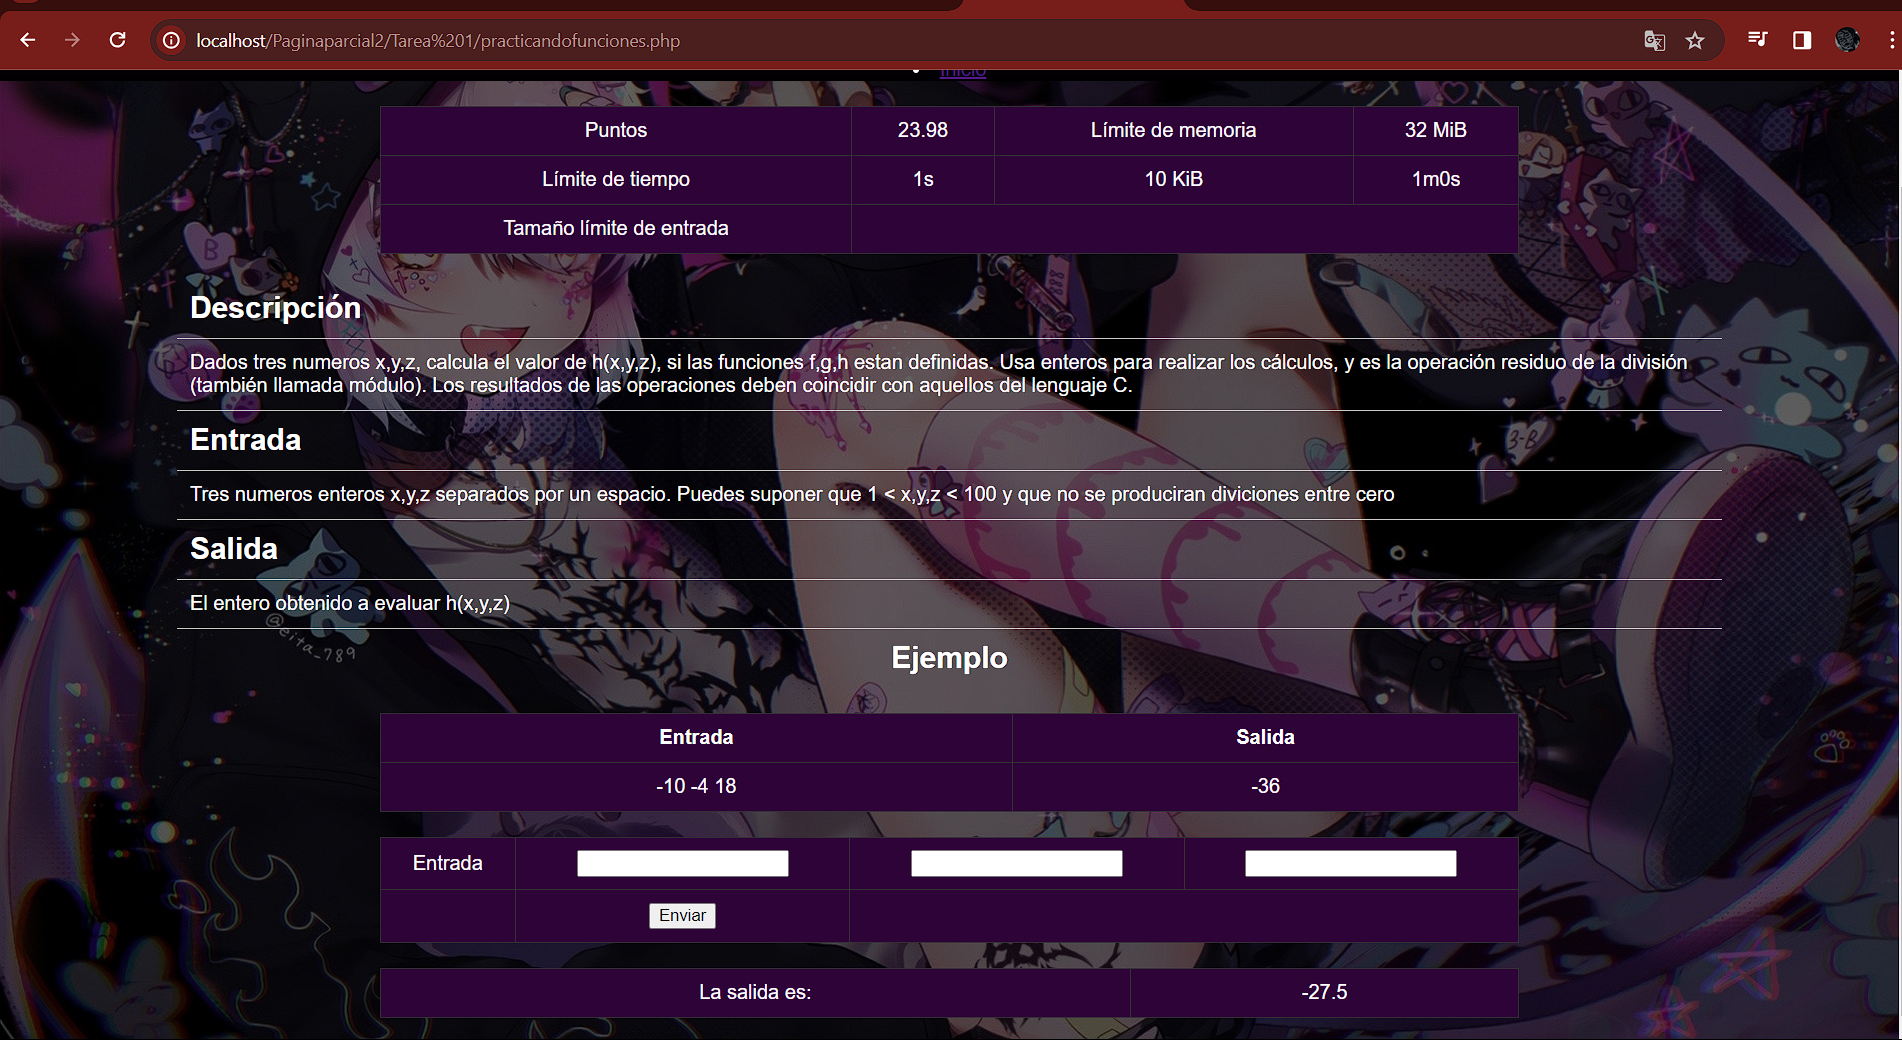 localhost/Paginaparcial2/Tarea%201/practicandofunciones.php
Inicio
Puntos 23.98 Límite de memoria 32 MiB
Límite de tiempo 1s 10 KiB 1m0s
Tamaño límite de entrada
Descripción
Dados tres numeros x,y,z, calcula el valor de h(x,y,z), si las funciones f,g,h estan definidas. Usa enteros para realizar los cálculos, y es la operación residuo de la división
(también llamada módulo). Los resultados de las operaciones deben coincidir con aquellos del lenguaje C.
Entrada
Tres numeros enteros x,y,z separados por un espacio. Puedes suponer que 1 < x,y,z < 100 y que no se produciran diviciones entre cero
Salida
El entero obtenido a evaluar h(x,y,z)
@eita_789
Ejemplo
Entrada Salida
-10 -4 18 -36
Entrada
Enviar
La salida es: -27.5
B
888
3-B